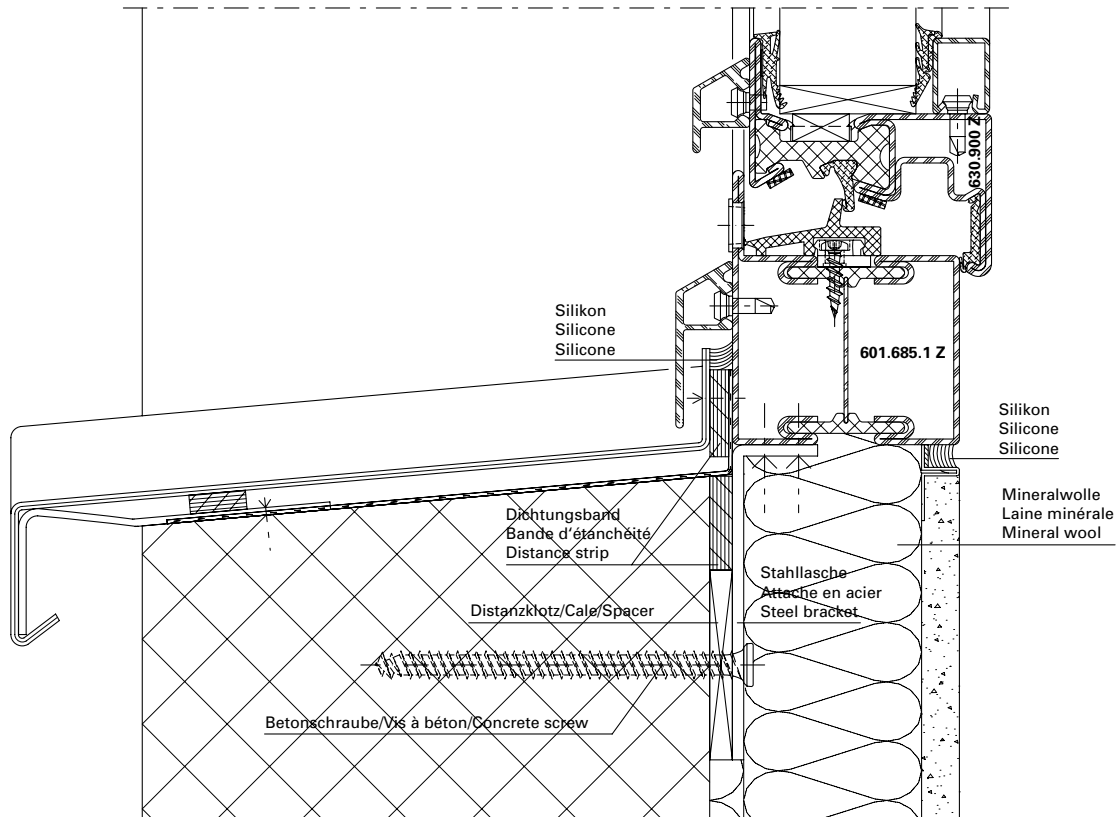 630.900 Z
Silikon
Silicone
Silicone
601.685.1 Z
Silikon
Silicone
Silicone
Mineralwolle
Laine minérale
Mineral wool
Dichtungsband
Bande d'étanchéité
Distance strip
Stahllasche
Attache en acier
Steel bracket
Distanzklotz/Cale/Spacer
Betonschraube/Vis à béton/Concrete screw